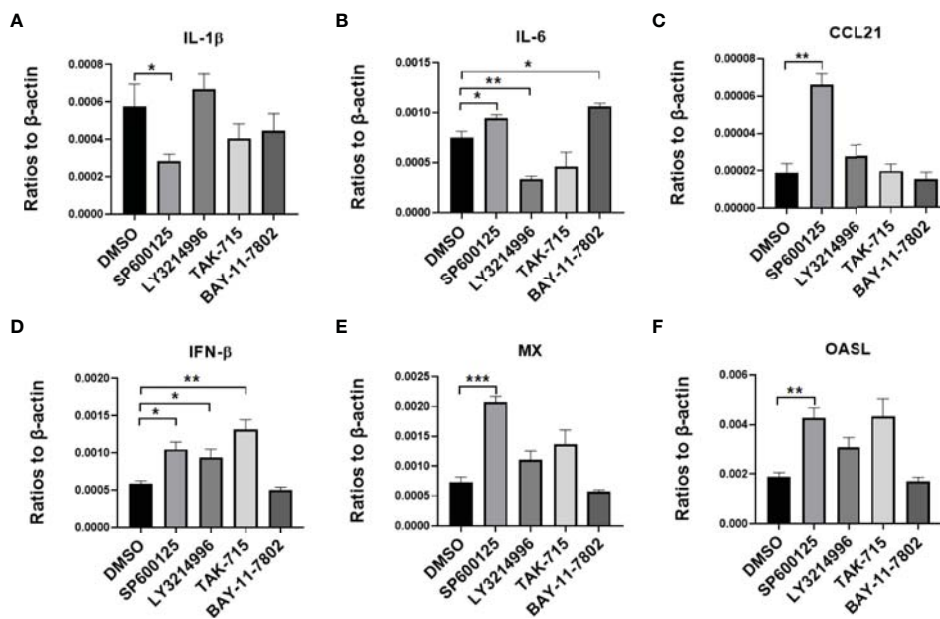 A
IL-1β
*
Ratios to β-actin
0.0008
0.0006
0.0004
0.0002
0.0000
DMSO
SP600125
LY3214996
TAK-715
BAY-11-7802
B
IL-6
*
**
*
Ratios to β-actin
0.0015
0.0010
0.0005
0.0000
DMSO
SP600125
LY3214996
TAK-715
BAY-11-7802
C
CCL21
**
Ratios to β-actin
0.00008
0.00006
0.00004
0.00002
0.00000
DMSO
SP600125
LY3214996
TAK-715
BAY-11-7802
D
IFN-β
**
*
*
Ratios to β-actin
0.0020
0.0015
0.0010
0.0005
0.0000
DMSO
SP600125
LY3214996
TAK-715
BAY-11-7802
E
MX
***
Ratios to β-actin
0.0025
0.0020
0.0015
0.0010
0.0005
0.0000
DMSO
SP600125
LY3214996
TAK-715
BAY-11-7802
F
OASL
**
Ratios to β-actin
0.006
0.004
0.002
0.000
DMSO
SP600125
LY3214996
TAK-715
BAY-11-7802